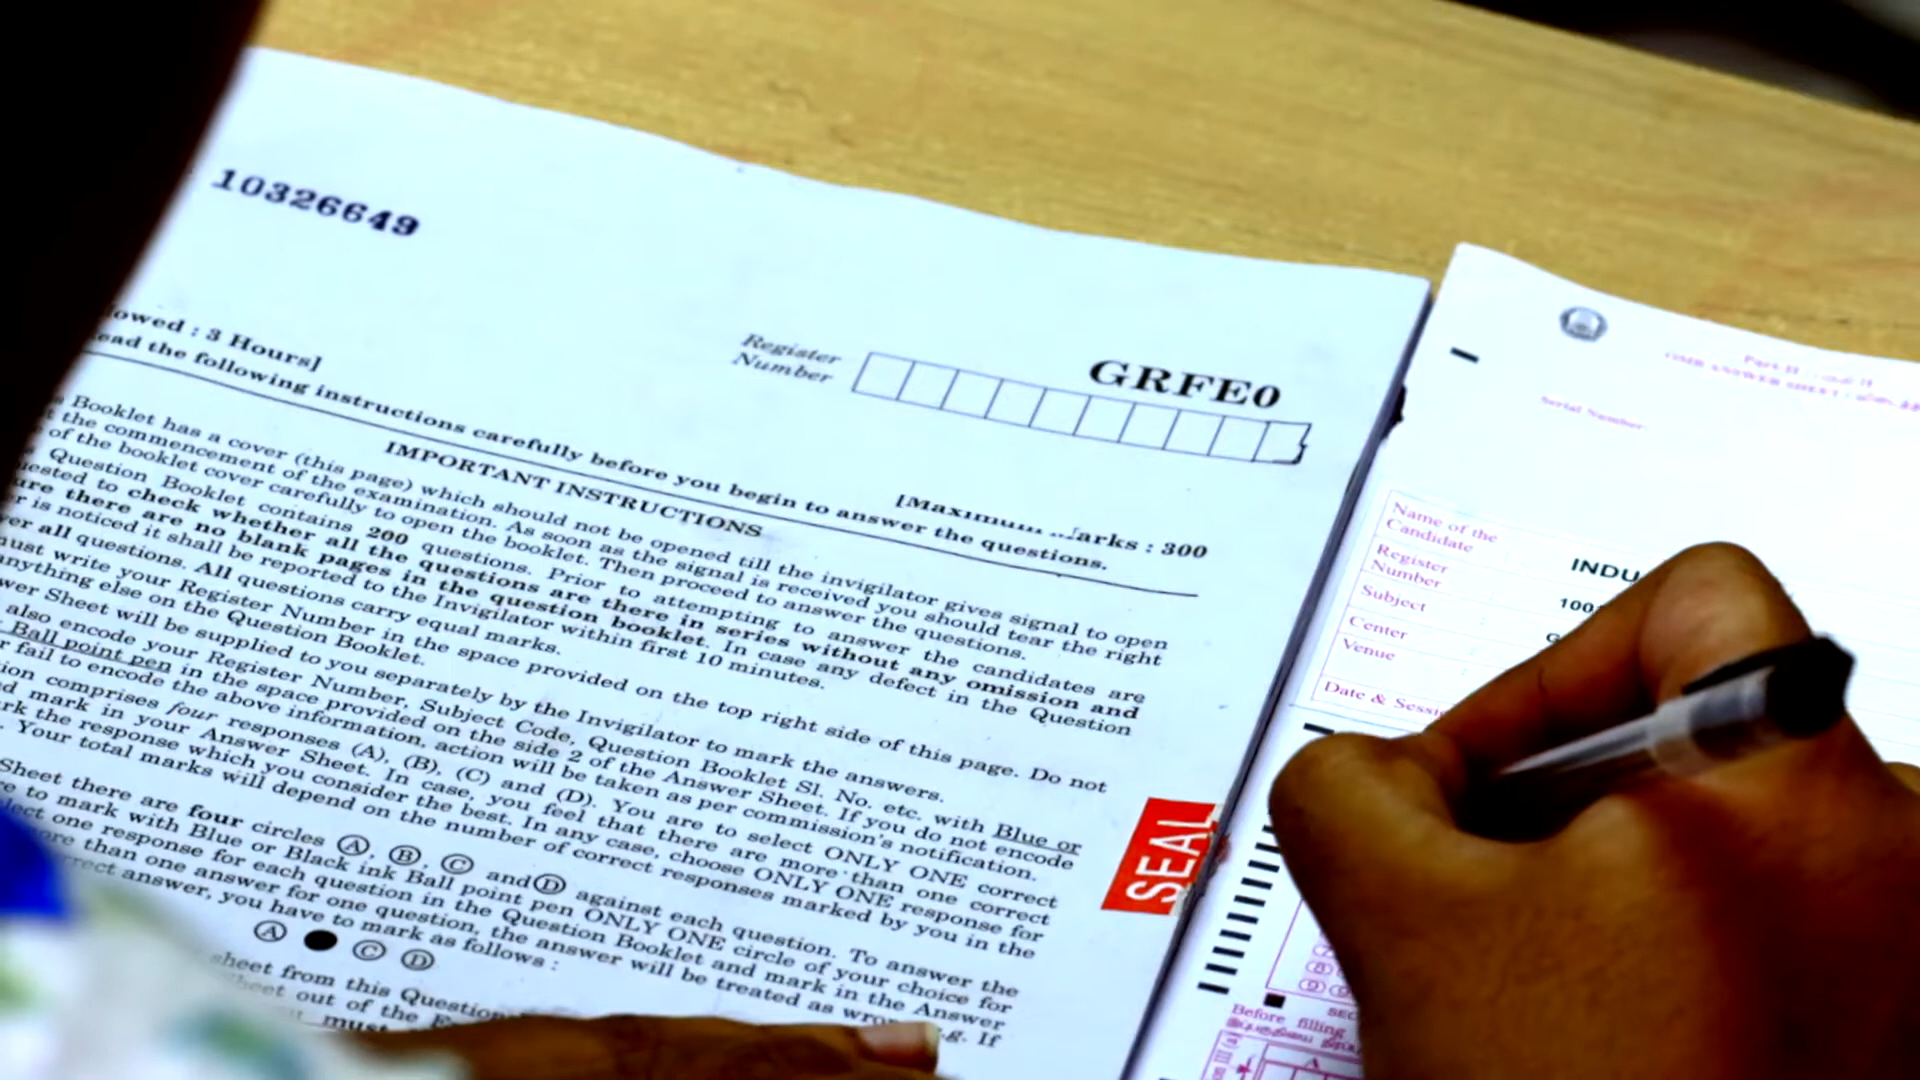 10326649
GRFE0
Register
Number
owed : 3 Hours]
[Maximum Marks : 300
ead the following instructions carefully before you begin to answer the questions.
IMPORTANT INSTRUCTIONS
Booklet has a cover (this page) which should not be opened till the invigilator gives signal to open
the commencement of the examination. As soon as the signal is received you should tear the right
of the booklet cover carefully to open the booklet. Then proceed to answer the questions.
Question Booklet contains 200 questions. Prior to attempting to answer the candidates are
uested to check whether all the questions are there in series without any omission and
ure there are no blank pages in the question booklet. In case any defect in the Question
er is noticed it shall be reported to the Invigilator within first 10 minutes.
er all questions. All questions carry equal marks.
must write your Register Number in the space provided on the top right side of this page. Do not
anything else on the Question Booklet.
wer Sheet will be supplied to you separately by the Invigilator to mark the answers.
also encode your Register Number, Subject Code, Question Booklet Sl. No. etc. with Blue or
Ball point pen in the space provided on the side 2 of the Answer Sheet. If you do not encode
r fail to encode the above information, action will be taken as per commission's notification.
ion comprises four responses (A), (B), (C) and (D). You are to select ONLY ONE correct
d mark in your Answer Sheet. In case, you feel that there are more than one correct
rk the response which you consider the best. In any case, choose ONLY ONE response for
. Your total marks will depend on the number of correct responses marked by you in the
Sheet there are four circles (A), (B), (C) and (D) against each question. To answer the
re to mark with Blue or Black ink Ball point pen ONLY ONE circle of your choice for
lect one response for each question in the Question Booklet and mark in the Answer
ore than one answer for one question, the answer will be treated as wro e.g. If
rrect answer, you have to mark as follows :
(A) ● (C) (D)
sheet from this Question
sheet out of the
must
SEAL
Serial Number
Name of the
Candidate
INDU
Register
Number
100
Subject
G
Center
Venue
Date & Sessi
Before filling